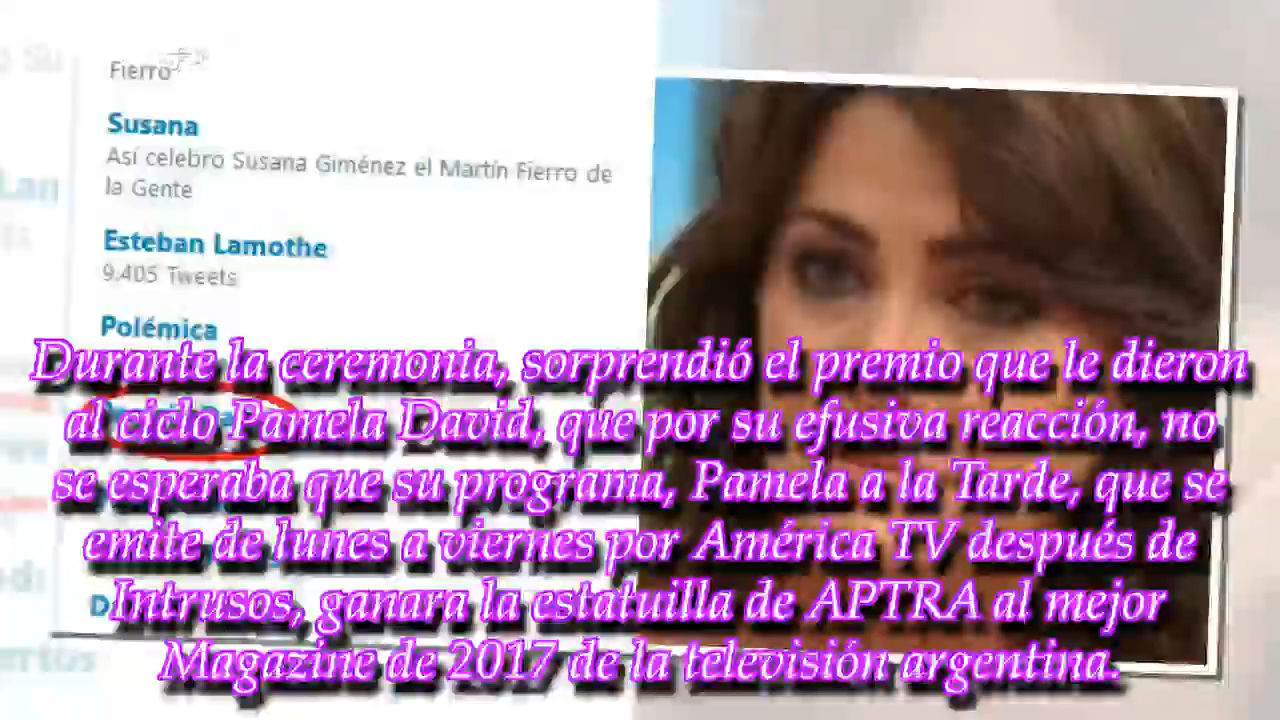 Fierro
Susana
Así celebro Susana Giménez el Martín Fierro de
la Gente
Esteban Lamothe
9.405 Tweets
Polémica
Durante la ceremonia, sorprendió el premio que le dieron
al ciclo Pamela David, que por su efusiva reacción, no
se esperaba que su programa, Pamela a la Tarde, que se
emite de lunes a viernes por América TV después de
Intrusos, ganara la estatuilla de APTRA al mejor
Magazine de 2017 de la televisión argentina.